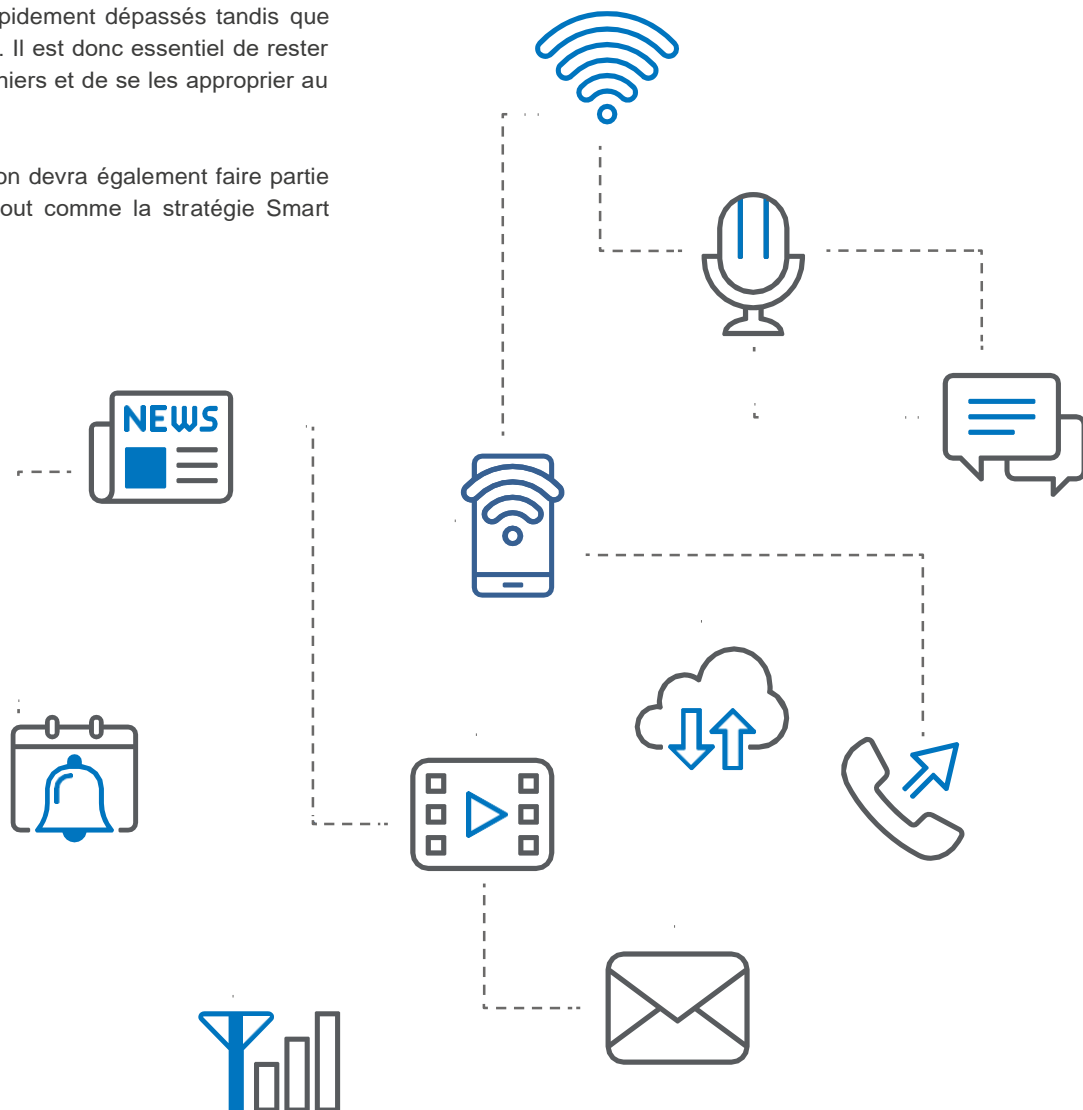 pidement dépassés tandis que
. Il est donc essentiel de rester
niers et de se les approprier au
on devra également faire partie
out comme la stratégie Smart
NEWS